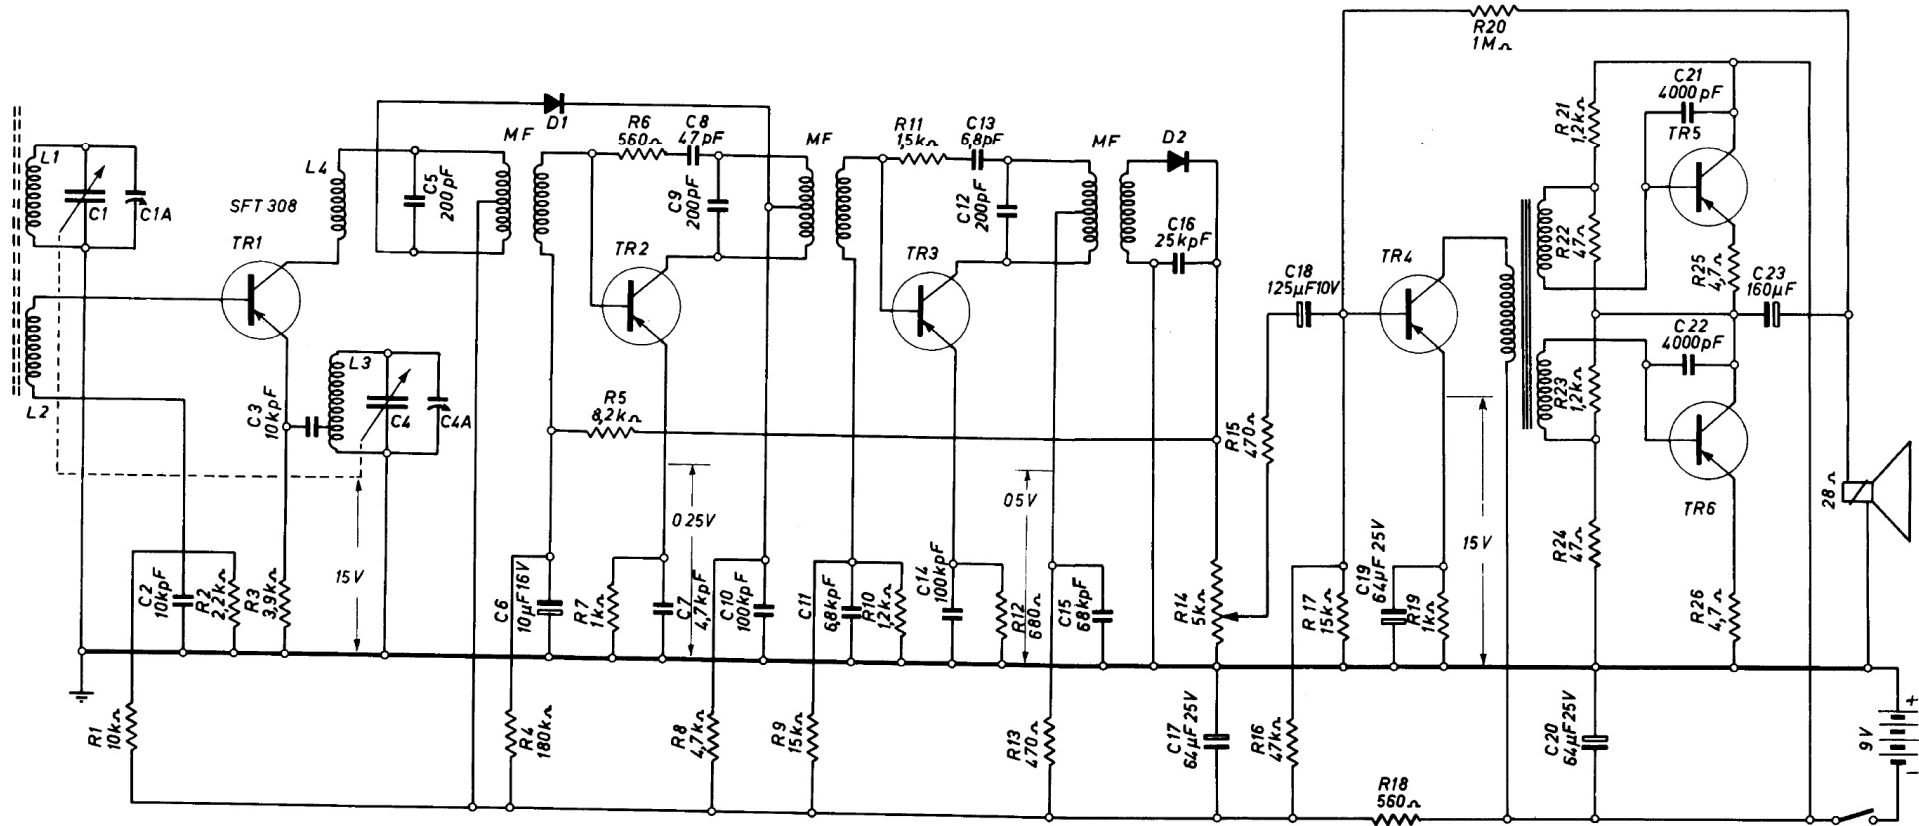 R20
1MΩ
C21
4000pF
R21
1,2kΩ
TR5
D1
MF
R6
560Ω
C8
47pF
MF
R11
1,5kΩ
C13
6,8pF
MF
D2
L1
C1
C1A
L4
C5
200pF
C9
200pF
C12
200pF
SFT 308
TR1
TR2
TR3
C16
25kpF
C18
125µF10V
TR4
R22
47Ω
R25
4,7Ω
C23
160µF
C22
4000pF
L3
C4
C4A
L2
C3
10kpF
R5
8,2kΩ
R15
470Ω
R23
1,2kΩ
TR6
28Ω
15V
0.25V
05V
15V
C2
10kpF
R2
2,2kΩ
R3
3,9kΩ
C6
10µF16V
R7
1kΩ
C7
4,7kpF
C10
100kpF
C11
6,8kpF
R10
1,2kΩ
C14
100kpF
R12
680Ω
C15
68kpF
R14
5kΩ
R17
15kΩ
C19
64µF25V
R19
1kΩ
R24
47Ω
R26
4,7Ω
R1
10kΩ
R4
180kΩ
R8
4,7kΩ
R9
15kΩ
R13
470Ω
C17
64µF25V
R16
47kΩ
R18
560Ω
C20
64µF25V
9V
+
−